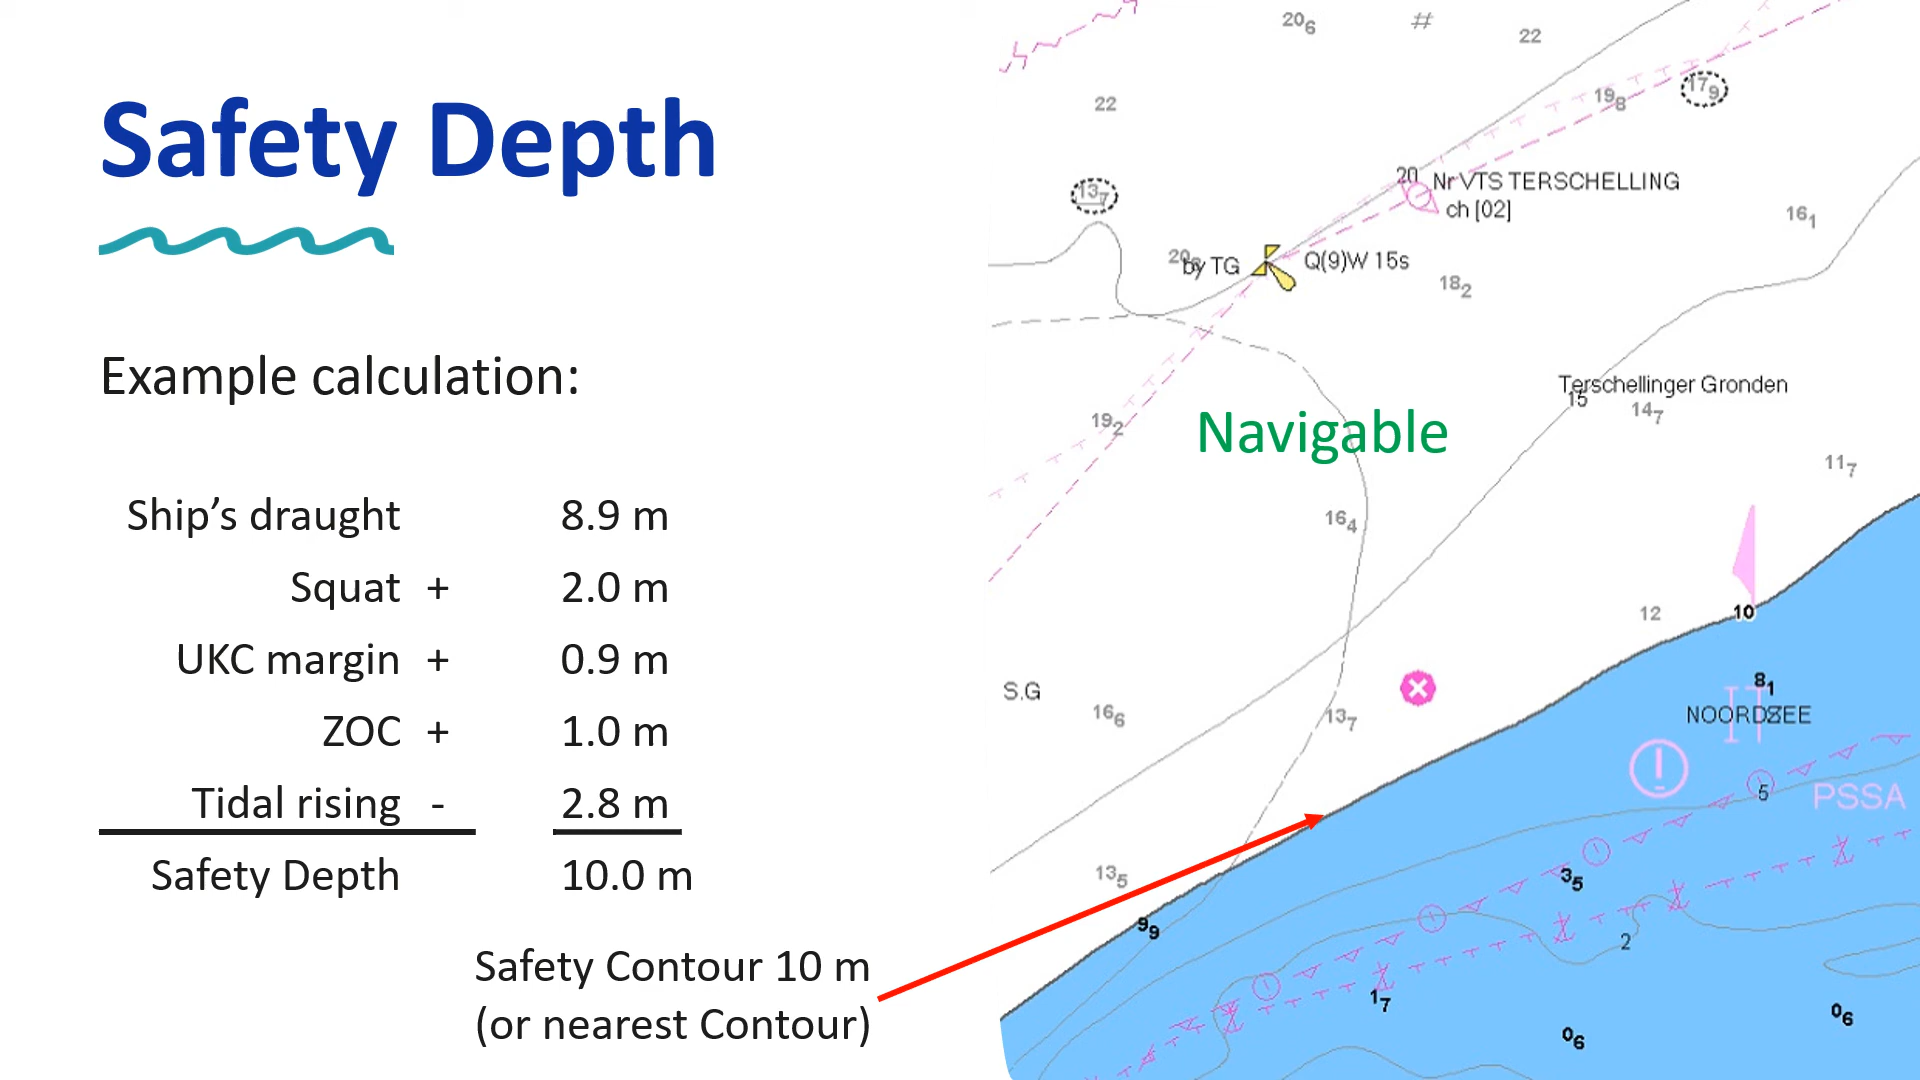 Safety Depth
Example calculation:
Ship's draught 8.9 m
Squat + 2.0 m
UKC margin + 0.9 m
ZOC + 1.0 m
Tidal rising - 2.8 m
Safety Depth 10.0 m
Safety Contour 10 m
(or nearest Contour)
20₆
22
22
19₈
17₉
13₇
20
Nr VTS TERSCHELLING
ch [02]
16₁
by TG
Q(9)W 15s
18₂
Terschellinger Gronden
15
14₇
19₂
Navigable
11₇
16₄
12
10
S.G
16₆
13₇
8₁
NOORDZEE
5
PSSA
13₅
3₅
9₉
2
1₇
0₆
0₆